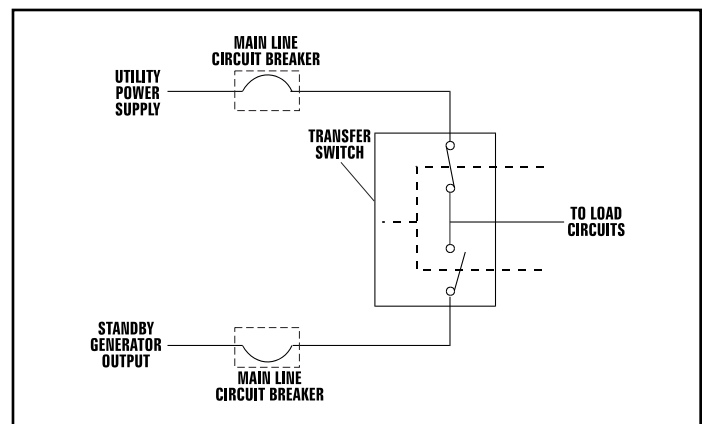 MAIN LINE
CIRCUIT BREAKER
UTILITY
POWER
SUPPLY
TRANSFER
SWITCH
TO LOAD
CIRCUITS
STANDBY
GENERATOR
OUTPUT
MAIN LINE
CIRCUIT BREAKER